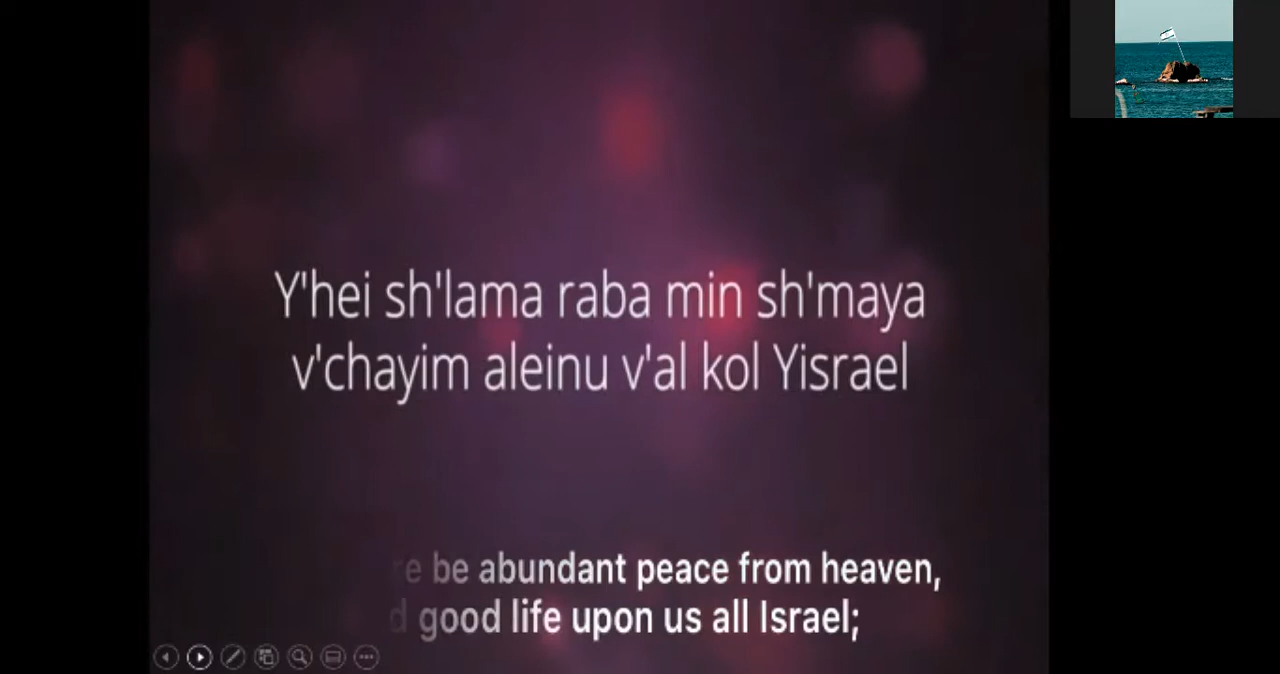 Y'hei sh'lama raba min sh'maya
v'chayim aleinu v'al kol Yisrael
be abundant peace from heaven,
good life upon us all Israel;